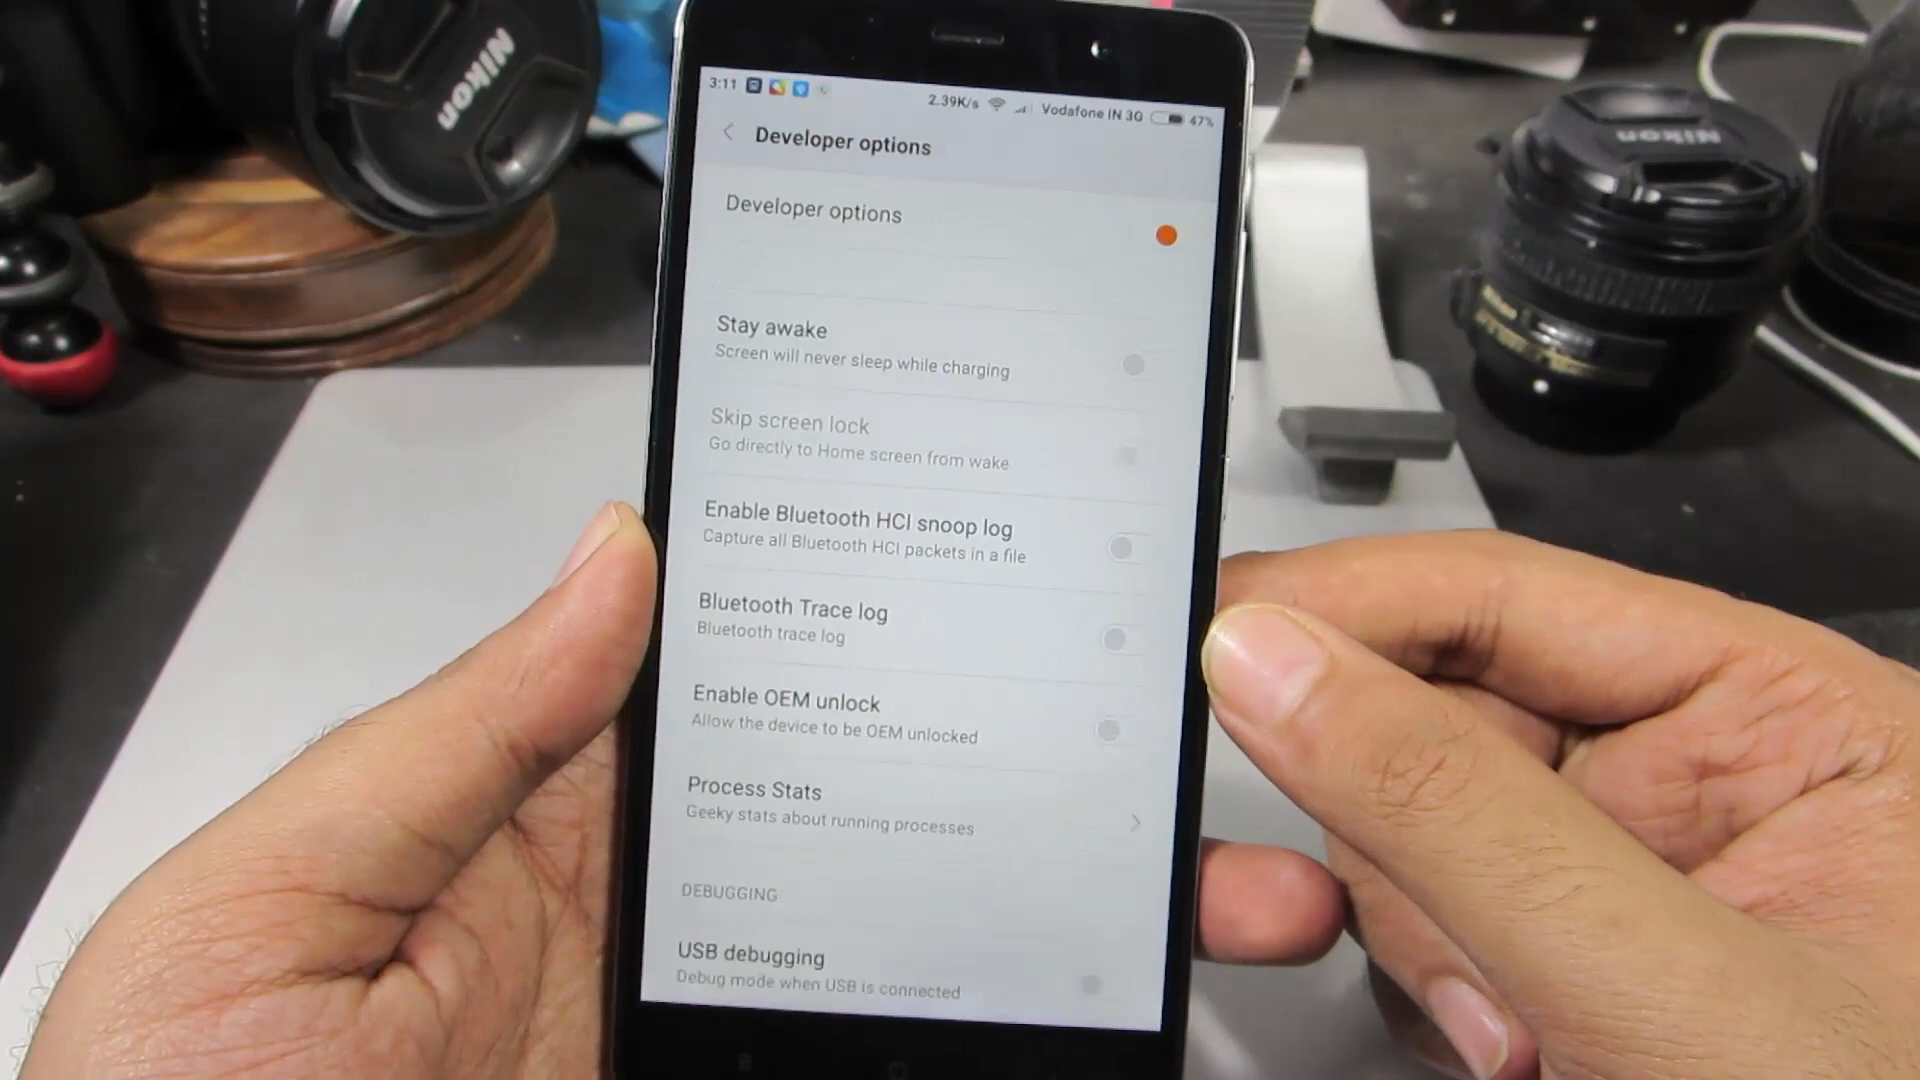 Nikon
Nikon
3:11 2.39K/s Vodafone IN 3G 47%
Developer options
Developer options
Stay awake
Screen will never sleep while charging
Skip screen lock
Go directly to Home screen from wake
Enable Bluetooth HCI snoop log
Capture all Bluetooth HCI packets in a file
Bluetooth Trace log
Bluetooth trace log
Enable OEM unlock
Allow the device to be OEM unlocked
Process Stats
Geeky stats about running processes
DEBUGGING
USB debugging
Debug mode when USB is connected